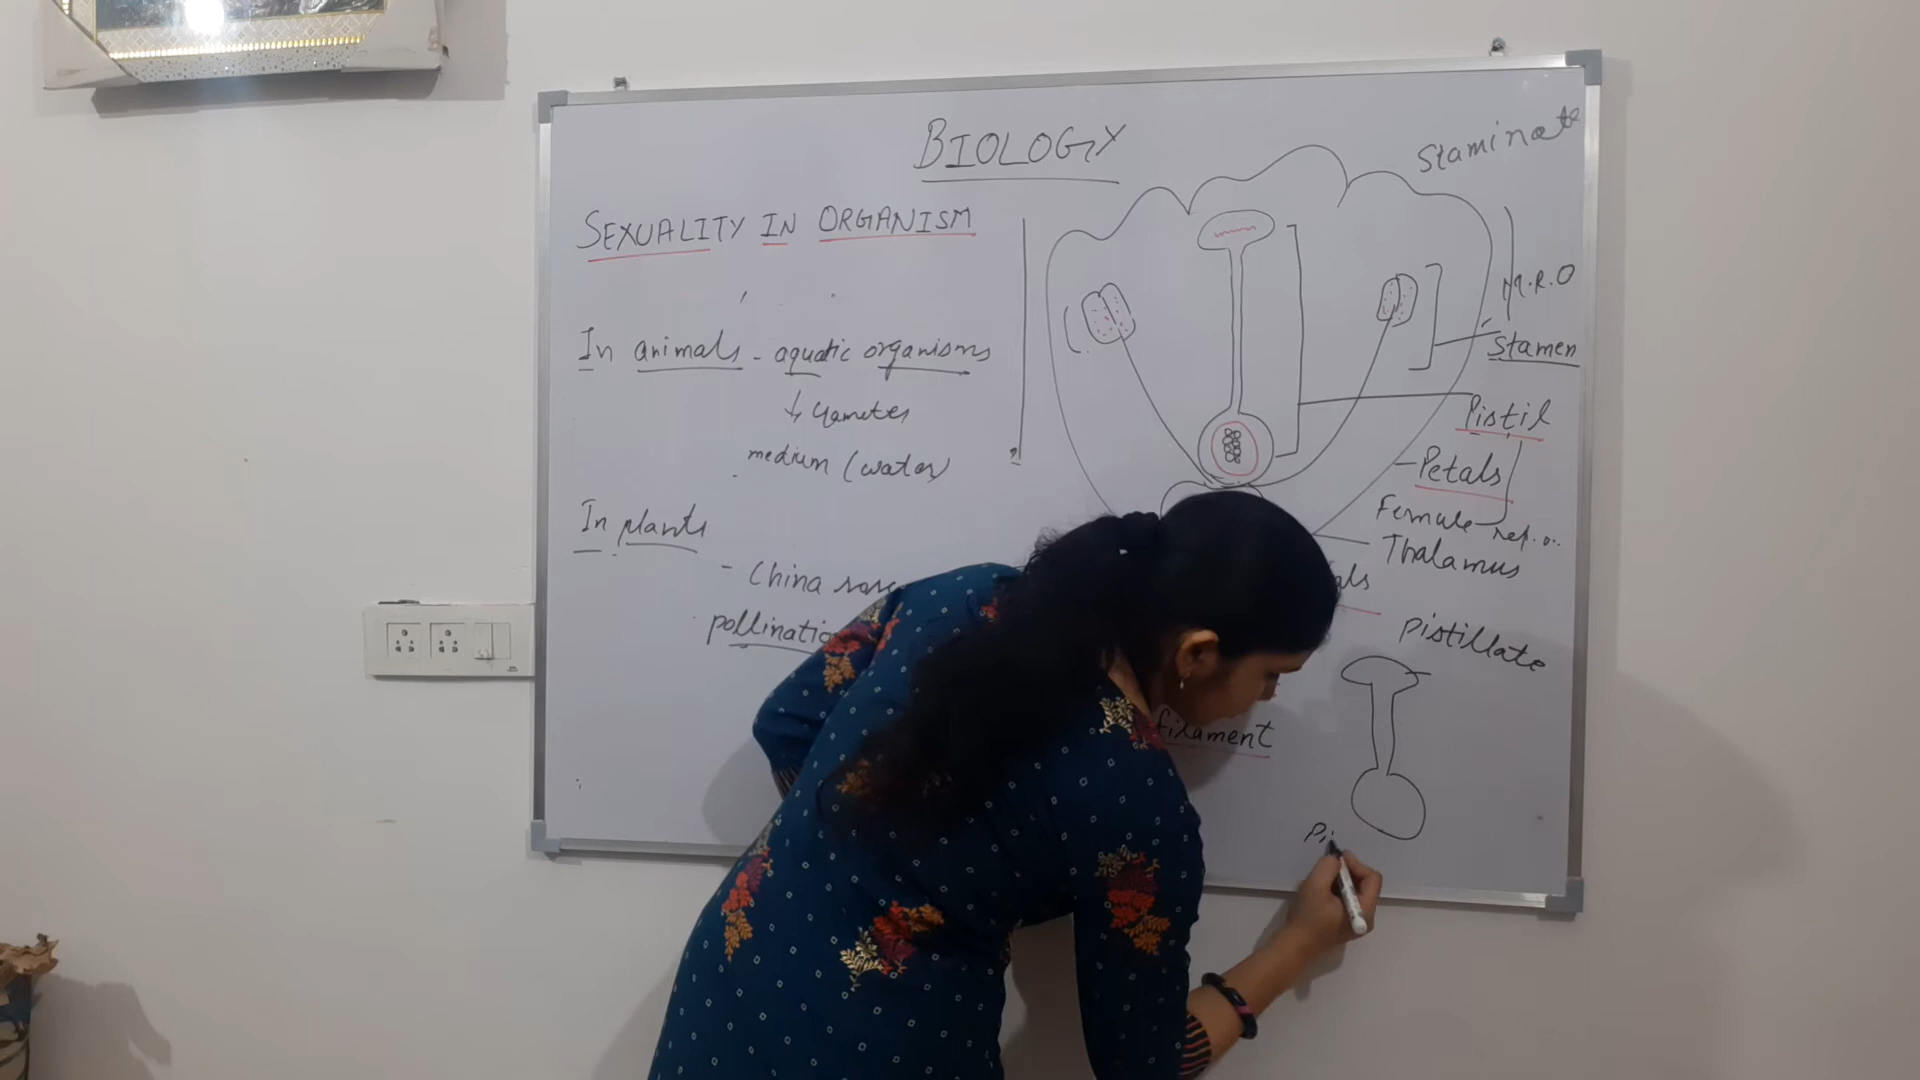 BIOLOGY
SEXUALITY IN ORGANISM
In animals - aquatic organisms
↓ Gametes
medium (water)
In plants
- China rose
pollination
Staminate
M.R.O
Stamen
Pistil
Petals
Female rep.o.
Thalamus
Pistillate
filament
Pi